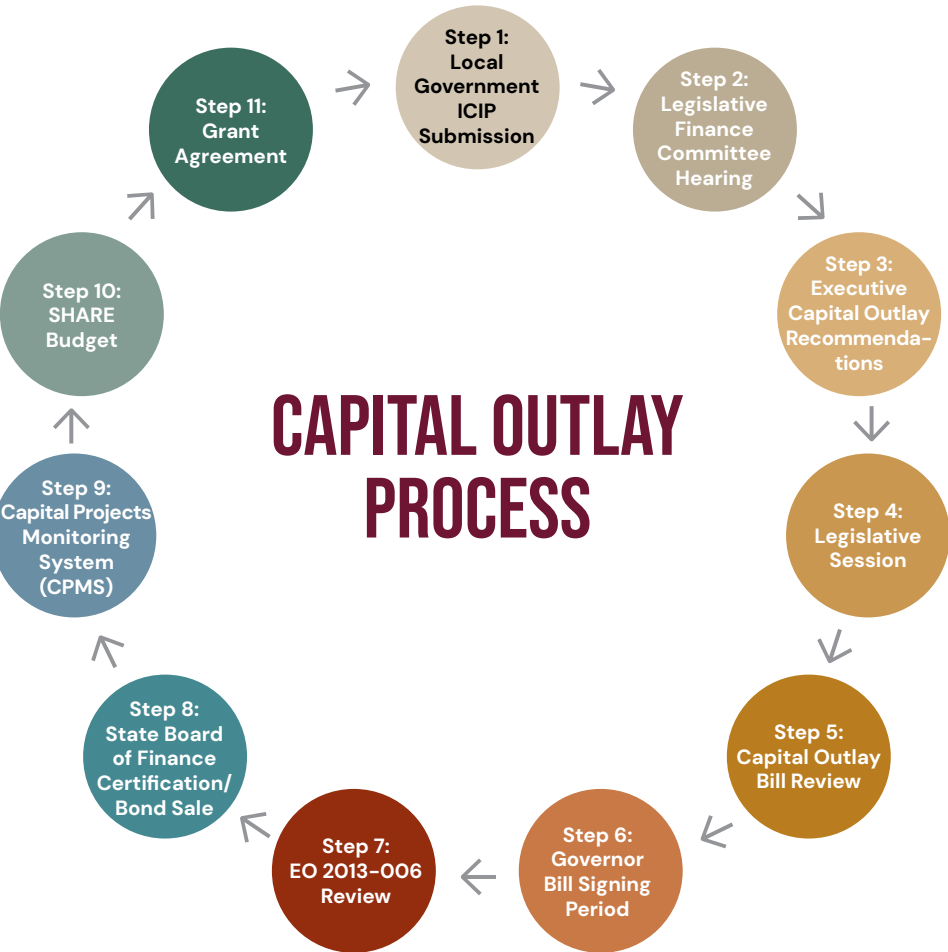 Step 1:
Local
Government
ICIP
Submission
Step 2:
Legislative
Finance
Committee
Hearing
Step 3:
Executive
Capital Outlay
Recommenda-
tions
Step 4:
Legislative
Session
Step 5:
Capital Outlay
Bill Review
Step 6:
Governor
Bill Signing
Period
Step 7:
EO 2013-006
Review
Step 8:
State Board
of Finance
Certification/
Bond Sale
Step 9:
Capital Projects
Monitoring
System
(CPMS)
Step 10:
SHARE
Budget
Step 11:
Grant
Agreement
CAPITAL OUTLAY
PROCESS